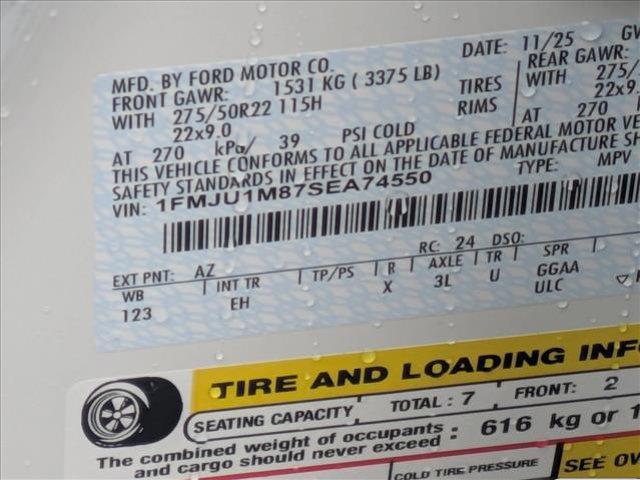 MFD. BY FORD MOTOR CO.
DATE: 11/25
FRONT GAWR: 1531 KG ( 3375 LB)
REAR GAWR:
WITH 275/50R22 115H TIRES
WITH 275/
22x9.0 RIMS
22x9.
AT 270 kPa/ 39 PSI COLD
AT 270
THIS VEHICLE CONFORMS TO ALL APPLICABLE FEDERAL MOTOR VE
SAFETY STANDARDS IN EFFECT ON THE DATE OF MANUFACTURE SH
VIN: 1FMJU1M87SEA74550
TYPE: MPV
EXT PNT: AZ RC: 24 DSO:
WB INT TR TP/PS R AXLE TR SPR
123 EH X 3L U GGAA
ULC
TIRE AND LOADING INF
SEATING CAPACITY TOTAL : 7 FRONT: 2
The combined weight of occupants
and cargo should never exceed : 616 kg or 1
COLD TIRE PRESSURE
SEE OW